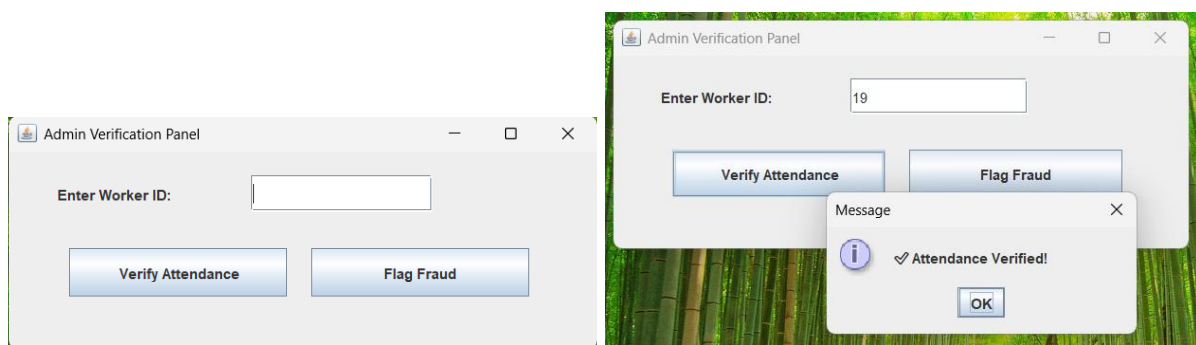 Admin Verification Panel
Enter Worker ID:
Verify Attendance
Flag Fraud
Admin Verification Panel
Enter Worker ID:
19
Verify Attendance
Flag Fraud
Message
✓ Attendance Verified!
OK